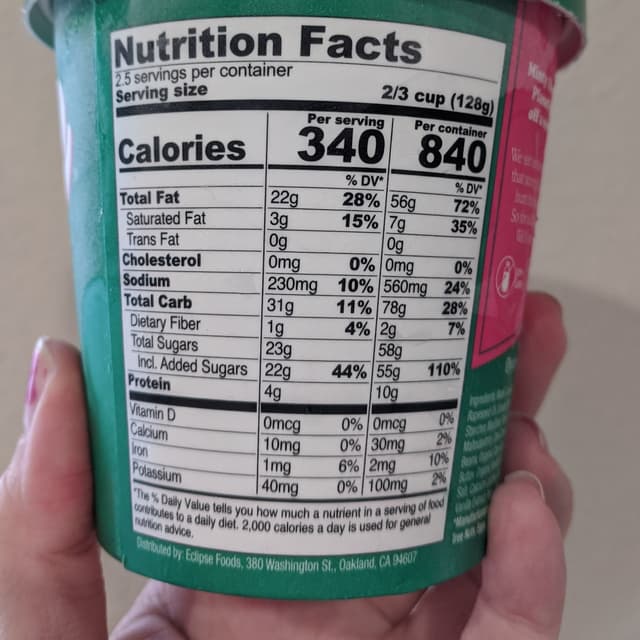 Nutrition Facts
2.5 servings per container
Serving size 2/3 cup (128g)
Per serving Per container
Calories 340 840
% DV* % DV*
Total Fat 22g 28% 56g 72%
Saturated Fat 3g 15% 7g 35%
Trans Fat 0g 0g
Cholesterol 0mg 0% 0mg 0%
Sodium 230mg 10% 560mg 24%
Total Carb 31g 11% 78g 28%
Dietary Fiber 1g 4% 2g 7%
Total Sugars 23g 58g
Incl. Added Sugars 22g 44% 55g 110%
Protein 4g 10g
Vitamin D 0mcg 0% 0mcg 0%
Calcium 10mg 0% 30mg 2%
Iron 1mg 6% 2mg 10%
Potassium 40mg 0% 100mg 2%
*The % Daily Value tells you how much a nutrient in a serving of food
contributes to a daily diet. 2,000 calories a day is used for general
nutrition advice.
Distributed by: Eclipse Foods, 380 Washington St., Oakland, CA 94607